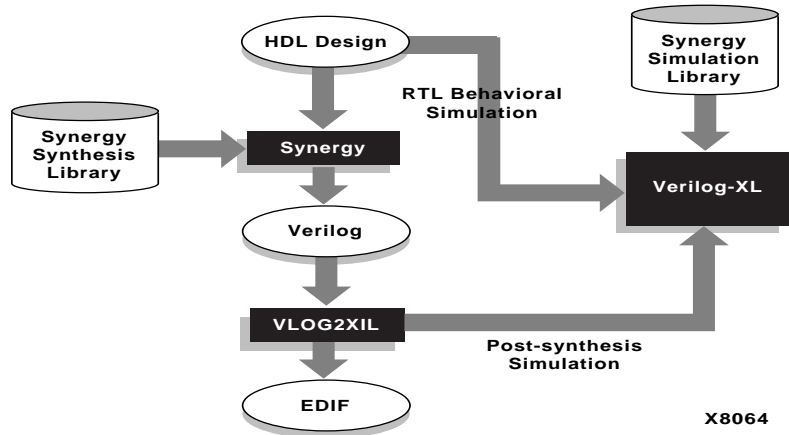 HDL Design
Synergy
Simulation
Library
RTL Behavioral
Simulation
Synergy
Synthesis
Library
Synergy
Verilog-XL
Verilog
VLOG2XIL
Post-synthesis
Simulation
EDIF
X8064